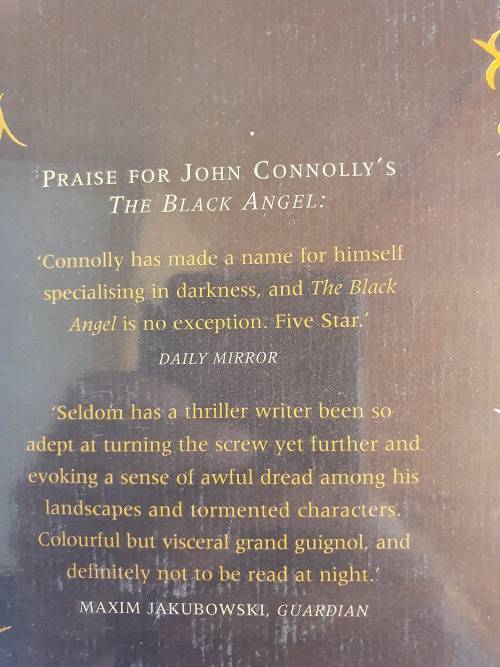 PRAISE FOR JOHN CONNOLLY'S
THE BLACK ANGEL:
‘Connolly has made a name for himself
specialising in darkness, and The Black
Angel is no exception. Five Star.’
DAILY MIRROR
‘Seldom has a thriller writer been so
adept at turning the screw yet further and
evoking a sense of awful dread among his
landscapes and tormented characters.
Colourful but visceral grand guignol, and
definitely not to be read at night.’
MAXIM JAKUBOWSKI, GUARDIAN